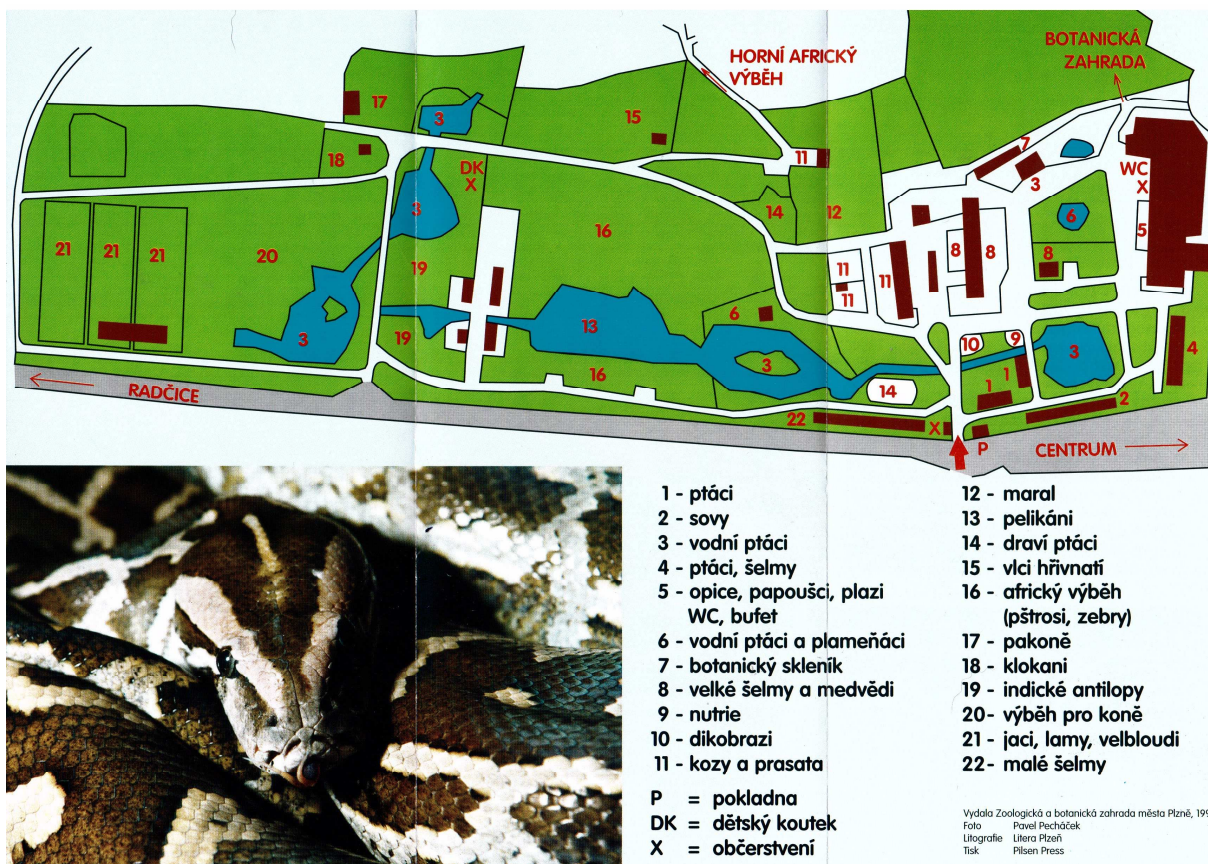 HORNÍ AFRICKÝ
VÝBĚH
BOTANICKÁ
ZAHRADA
17
3
15
18
DK
X
11
7
3
WC
X
3
14
12
6
5
21
21
21
20
19
16
11
11
11
8
8
8
3
19
13
6
3
16
14
10
9
1
1
3
4
2
22
X
P
RADČICE
CENTRUM
1 - ptáci
2 - sovy
3 - vodní ptáci
4 - ptáci, šelmy
5 - opice, papoušci, plazi
WC, bufet
6 - vodní ptáci a plameňáci
7 - botanický skleník
8 - velké šelmy a medvědi
9 - nutrie
10 - dikobrazi
11 - kozy a prasata
P = pokladna
DK = dětský koutek
X = občerstvení
12 - maral
13 - pelikáni
14 - draví ptáci
15 - vlci hřivnatí
16 - africký výběh
(pštrosi, zebry)
17 - pakoně
18 - klokani
19 - indické antilopy
20- výběh pro koně
21 - jaci, lamy, velbloudi
22 - malé šelmy
Vydala Zoologická a botanická zahrada města Plzně,
Foto Pavel Pecháček
Litografie Litera Plzeň
Tisk Pilsen Press